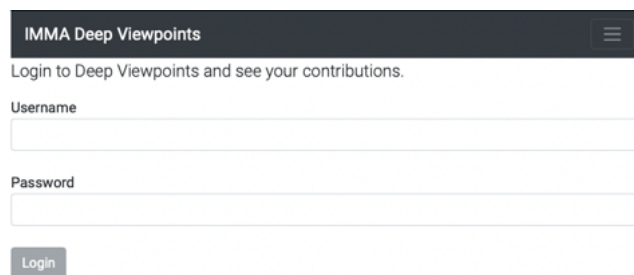 IMMA Deep Viewpoints
Login to Deep Viewpoints and see your contributions.
Username
Password
Login